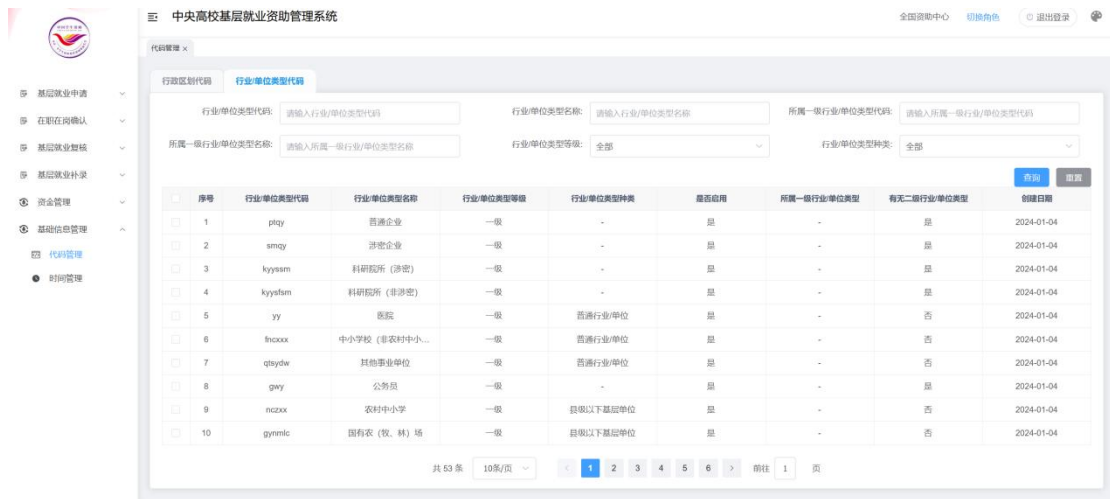 中央高校基层就业资助管理系统
全国资助中心 切换角色 退出登录
代码管理 ×
基层就业申请
在职在岗确认
基层就业复核
基层就业补录
资金管理
基础信息管理
代码管理
时间管理
行政区划代码 行业/单位类型代码
行业/单位类型代码: 请输入行业/单位类型代码 行业/单位类型名称: 请输入行业/单位类型名称 所属一级行业/单位类型代码: 请输入所属一级行业/单位类型代码
所属一级行业/单位类型名称: 请输入所属一级行业/单位类型名称 行业/单位类型等级: 全部 行业/单位类型种类: 全部
查询 重置
序号 行业/单位类型代码 行业/单位类型名称 行业/单位类型等级 行业/单位类型种类 是否启用 所属一级行业/单位类型 有无二级行业/单位类型 创建日期
1 ptqy 普通企业 一级 - 是 - 是 2024-01-04
2 smqy 涉密企业 一级 - 是 - 是 2024-01-04
3 kyyssm 科研院所（涉密） 一级 - 是 - 是 2024-01-04
4 kyysfsm 科研院所（非涉密） 一级 - 是 - 是 2024-01-04
5 yy 医院 一级 普通行业/单位 是 - 否 2024-01-04
6 fncxxx 中小学校（非农村中小... 一级 普通行业/单位 是 - 否 2024-01-04
7 qtsydw 其他事业单位 一级 普通行业/单位 是 - 否 2024-01-04
8 gwy 公务员 一级 - 是 - 是 2024-01-04
9 nczxx 农村中小学 一级 县级以下基层单位 是 - 否 2024-01-04
10 gynmlc 国有农（牧、林）场 一级 县级以下基层单位 是 - 否 2024-01-04
共 53 条 10条/页 < 1 2 3 4 5 6 > 前往 1 页